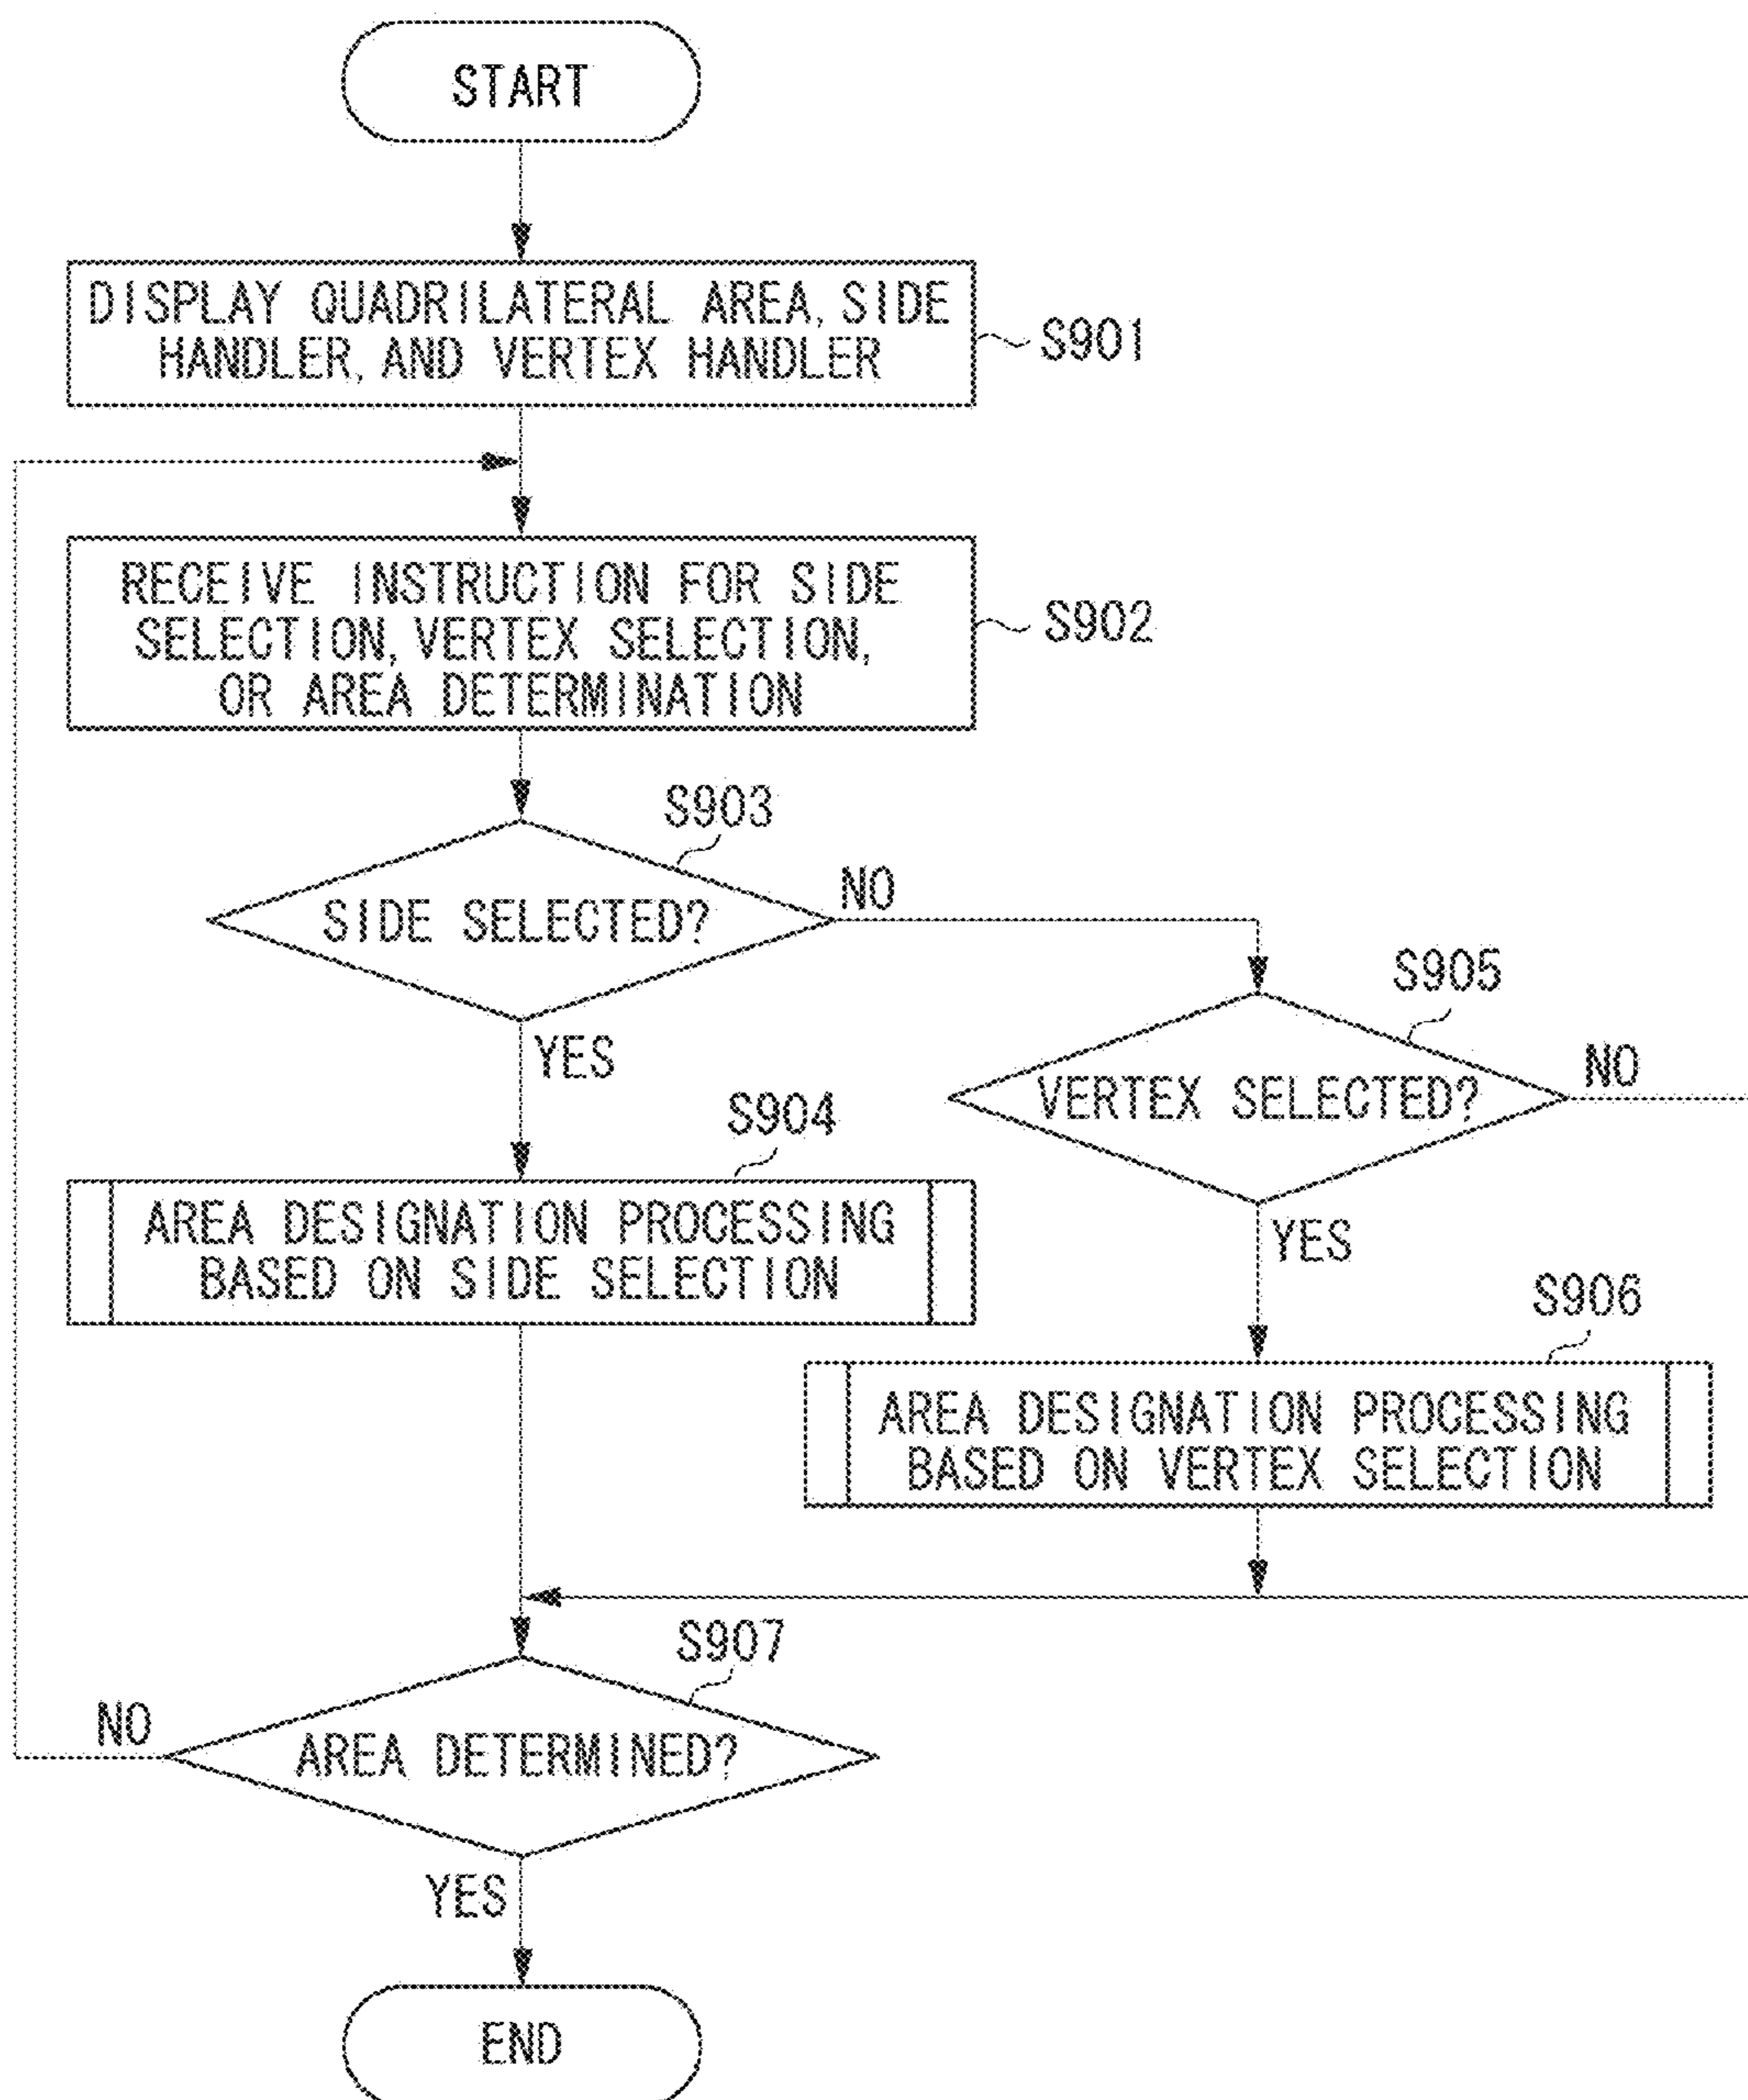 START
DISPLAY QUADRILATERAL AREA, SIDE
HANDLER, AND VERTEX HANDLER
S901
RECEIVE INSTRUCTION FOR SIDE
SELECTION, VERTEX SELECTION,
OR AREA DETERMINATION
S902
S903
SIDE SELECTED?
NO
YES
S905
VERTEX SELECTED?
NO
YES
S904
AREA DESIGNATION PROCESSING
BASED ON SIDE SELECTION
S906
AREA DESIGNATION PROCESSING
BASED ON VERTEX SELECTION
S907
AREA DETERMINED?
NO
YES
END